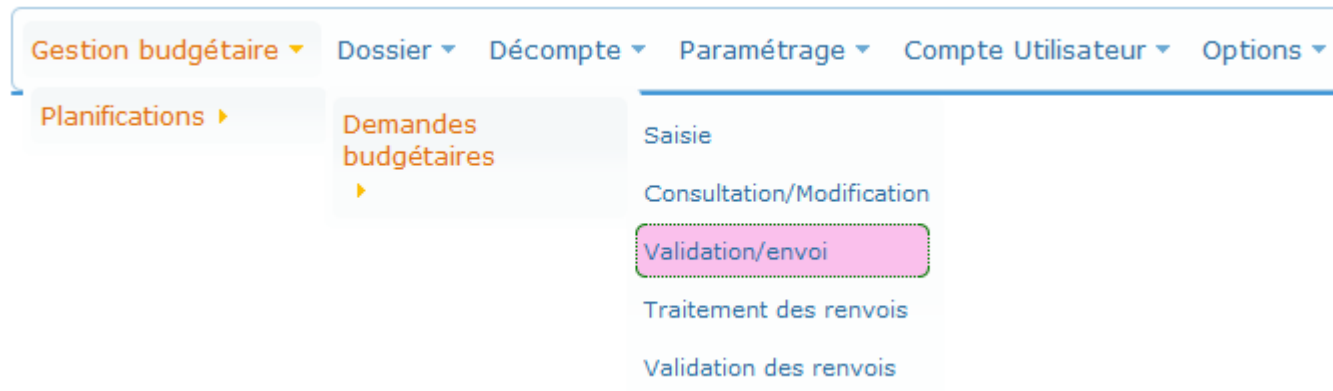 Gestion budgétaire Dossier Décompte Paramétrage Compte Utilisateur Options
Planifications
Demandes
budgétaires
Saisie
Consultation/Modification
Validation/envoi
Traitement des renvois
Validation des renvois